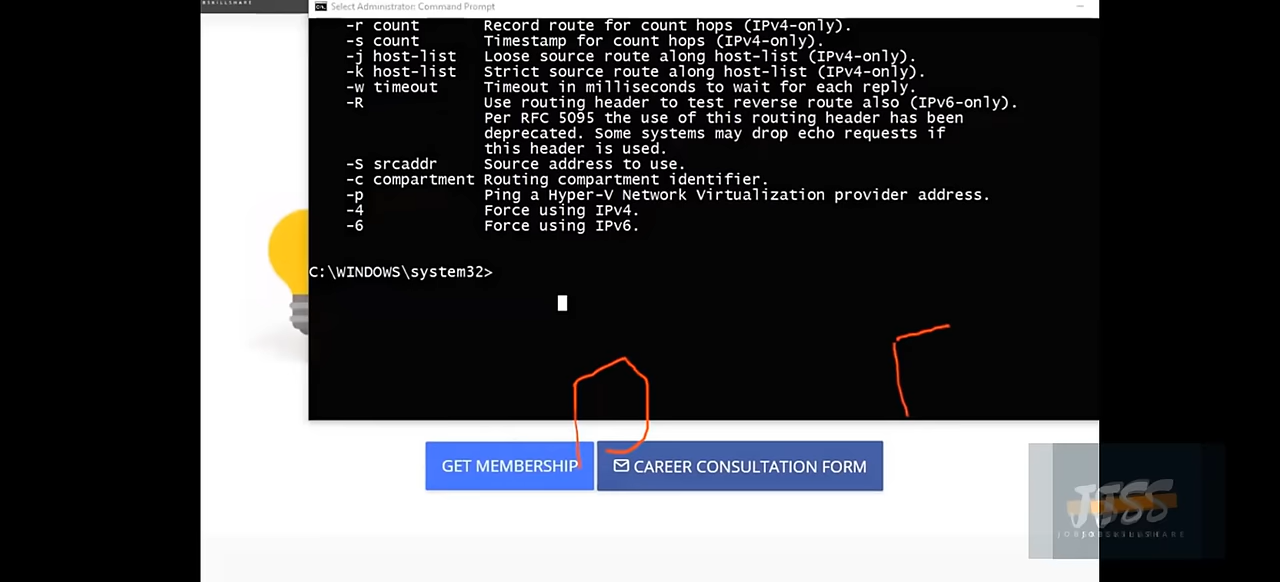 SKILLSHARE
Select Administrator: Command Prompt
-r count Record route for count hops (IPv4-only).
-s count Timestamp for count hops (IPv4-only).
-j host-list Loose source route along host-list (IPv4-only).
-k host-list Strict source route along host-list (IPv4-only).
-w timeout Timeout in milliseconds to wait for each reply.
-R Use routing header to test reverse route also (IPv6-only).
Per RFC 5095 the use of this routing header has been
deprecated. Some systems may drop echo requests if
this header is used.
-S srcaddr Source address to use.
-c compartment Routing compartment identifier.
-p Ping a Hyper-V Network Virtualization provider address.
-4 Force using IPv4.
-6 Force using IPv6.
C:\WINDOWS\system32>
GET MEMBERSHIP
CAREER CONSULTATION FORM